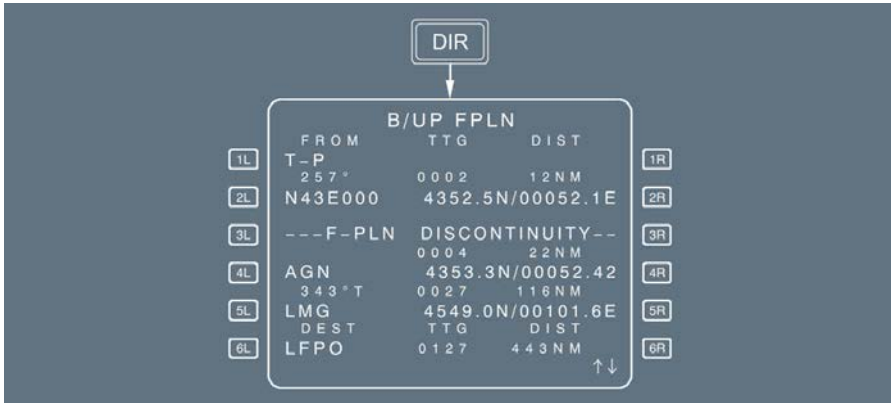 DIR
B/UP FPLN
FROM TTG DIST
1L T-P 1R
257° 0002 12NM
2L N43E000 4352.5N/00052.1E 2R
3L ---F-PLN DISCONTINUITY-- 3R
0004 22NM
4L AGN 4353.3N/00052.42 4R
343°T 0027 116NM
5L LMG 4549.0N/00101.6E 5R
DEST TTG DIST
6L LFPO 0127 443NM 6R
↑↓